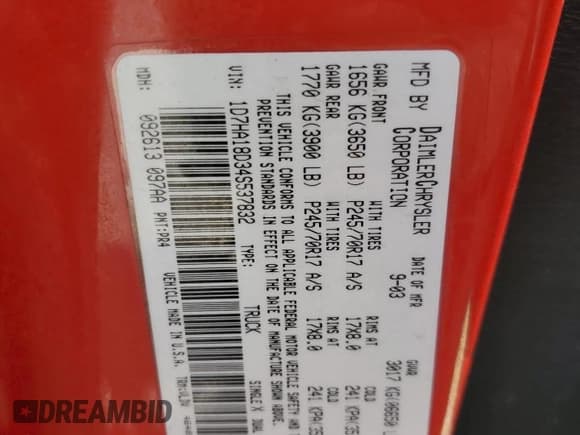 MFD BY DAIMLERCHRYSLER CORPORATION
DATE OF MFR 9-03
GVWR 3017 KG(06650 L
GAWR FRONT WITH TIRES RIMS AT COLD
1656 KG(3650 LB) P245/70R17 A/S 17X8.0 241 KPA(35
GAWR REAR WITH TIRES RIMS AT COLD
1770 KG(3900 LB) P245/70R17 A/S 17X8.0 241 KPA(35
THIS VEHICLE CONFORMS TO ALL APPLICABLE FEDERAL MOTOR VEHICLE SAFETY AND
PREVENTION STANDARDS IN EFFECT ON THE DATE OF MANUFACTURE SHOWN ABOVE.
VIN: 1D7HA18D34S537832 TYPE: TRUCK SINGLE X DUAL
MDH: 092613 097AA PNT:PR4
VEHICLE MADE IN U.S.A.
DREAMBID